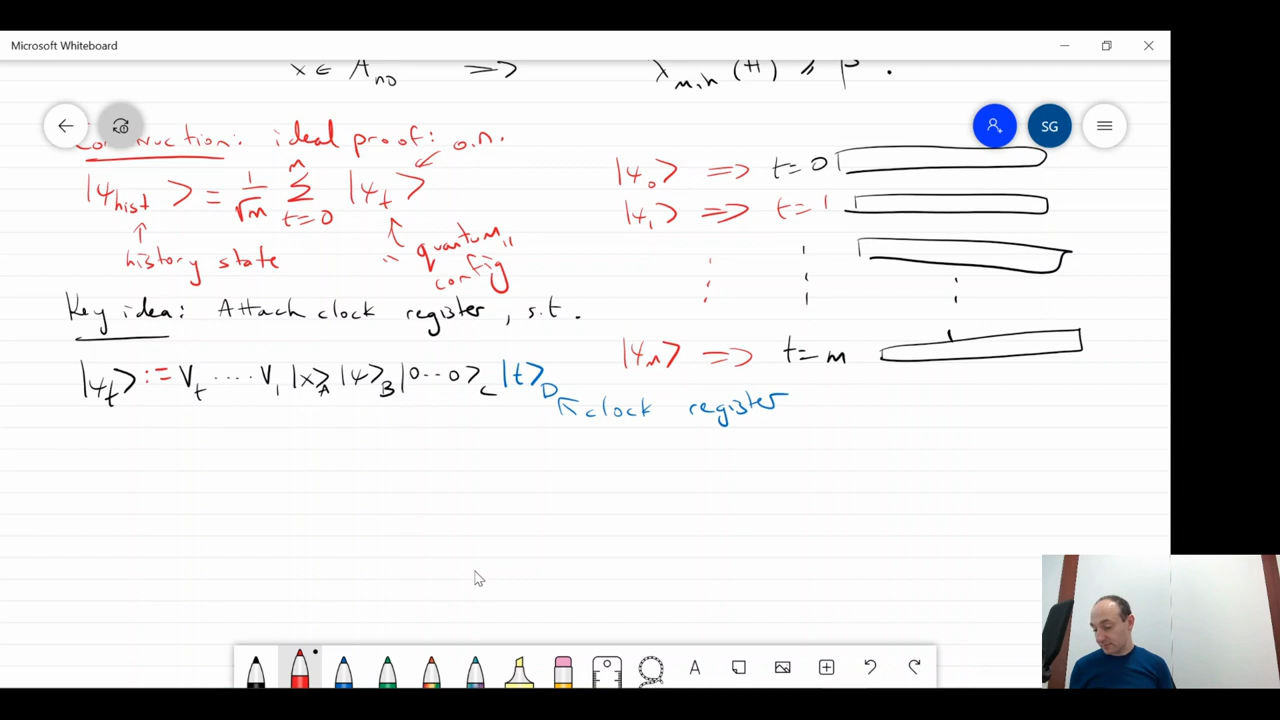 Microsoft Whiteboard
x ∈ A_no => λ_min (H) ≥ β .
SG
Construction: ideal proof: o.n.
|ψ_hist> = 1/√m Σ_{t=0}^{m} |ψ_t>
history state
"quantum config"
|ψ_0> => t=0
|ψ_1> => t=1
|ψ_m> => t=m
Key idea: Attach clock register, s.t.
|ψ_t> := V_t .... V_1 |x>_A |ψ>_B |0...0>_C |t>_D
clock register
A